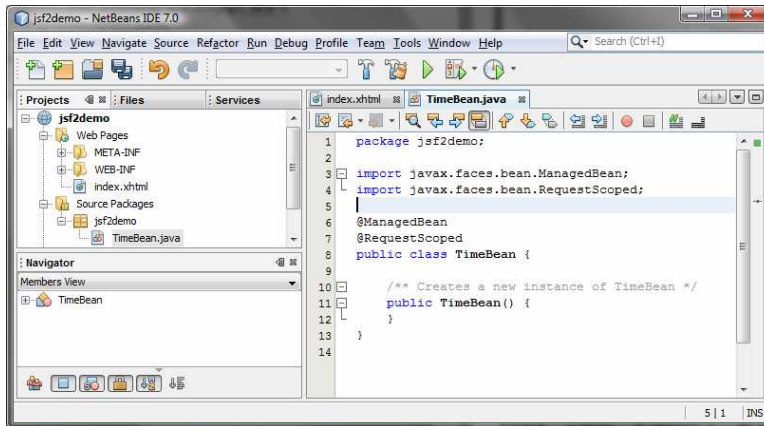 jsf2demo - NetBeans IDE 7.0
File Edit View Navigate Source Refactor Run Debug Profile Team Tools Window Help
Search (Ctrl+I)
Projects
Files
Services
jsf2demo
Web Pages
META-INF
WEB-INF
index.xhtml
Source Packages
jsf2demo
TimeBean.java
Navigator
Members View
TimeBean
index.xhtml
TimeBean.java
1 package jsf2demo;
2
3 import javax.faces.bean.ManagedBean;
4 import javax.faces.bean.RequestScoped;
5
6 @ManagedBean
7 @RequestScoped
8 public class TimeBean {
9
10 /** Creates a new instance of TimeBean */
11 public TimeBean() {
12 }
13 }
14
5 | 1 INS